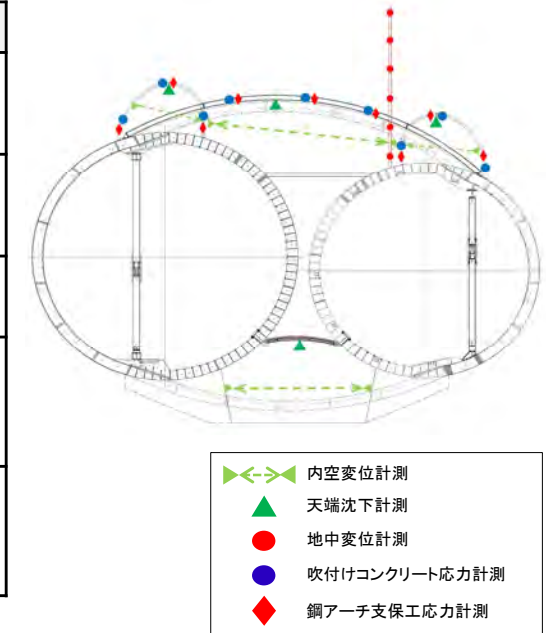 内空変位計測
天端沈下計測
地中変位計測
吹付けコンクリート応力計測
鋼アーチ支保工応力計測